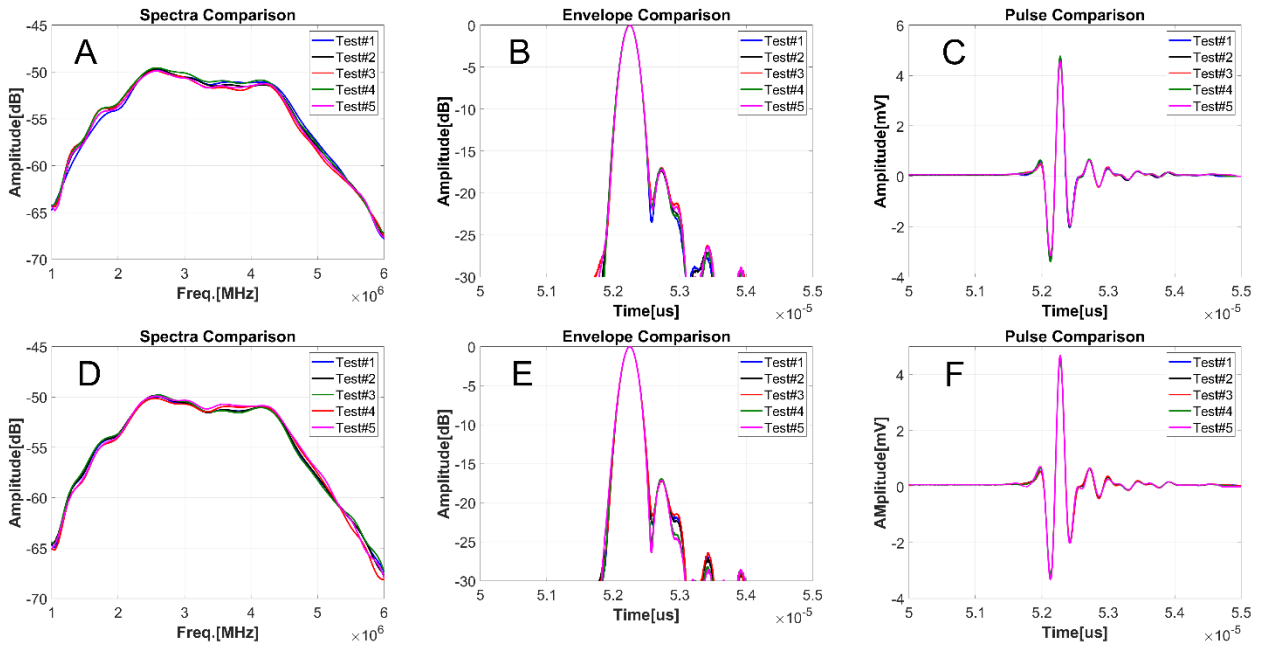 Spectra Comparison
A
-45
-50
-55
-60
-65
-70
Amplitude[dB]
1 2 3 4 5 6
×10⁶
Freq.[MHz]
Test#1
Test#2
Test#3
Test#4
Test#5
Envelope Comparison
B
0
-5
-10
-15
-20
-25
-30
Amplitude[dB]
5 5.1 5.2 5.3 5.4 5.5
×10⁻⁵
Time[us]
Test#1
Test#2
Test#3
Test#4
Test#5
Pulse Comparison
C
6
4
2
0
-2
-4
Amplitude[mV]
5 5.1 5.2 5.3 5.4 5.5
×10⁻⁵
Time[us]
Test#1
Test#2
Test#3
Test#4
Test#5
Spectra Comparison
D
-45
-50
-55
-60
-65
-70
Amplitude[dB]
1 2 3 4 5 6
×10⁶
Freq.[MHz]
Test#1
Test#2
Test#3
Test#4
Test#5
Envelope Comparison
E
0
-5
-10
-15
-20
-25
-30
Amplitude[dB]
5 5.1 5.2 5.3 5.4 5.5
×10⁻⁵
Time[us]
Test#1
Test#2
Test#3
Test#4
Test#5
Pulse Comparison
F
4
2
0
-2
-4
AMplitude[mV]
5 5.1 5.2 5.3 5.4 5.5
×10⁻⁵
Time[us]
Test#1
Test#2
Test#3
Test#4
Test#5